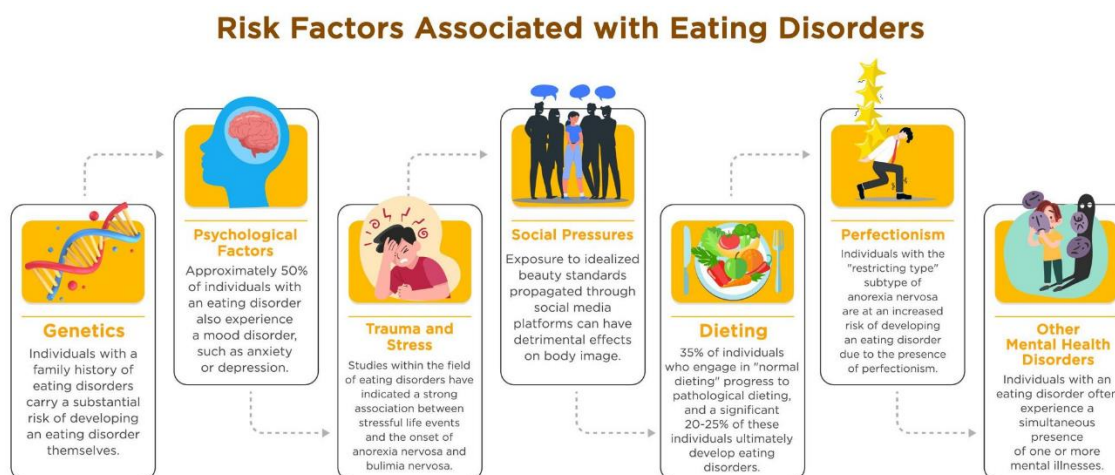 Risk Factors Associated with Eating Disorders
Genetics
Individuals with a
family history of
eating disorders
carry a substantial
risk of developing
an eating disorder
themselves.
Psychological
Factors
Approximately 50%
of individuals with
an eating disorder
also experience
a mood disorder,
such as anxiety
or depression.
Trauma and
Stress
Studies within the field
of eating disorders have
indicated a strong
association between
stressful life events
and the onset of
anorexia nervosa and
bulimia nervosa.
Social Pressures
Exposure to idealized
beauty standards
propagated through
social media
platforms can have
detrimental effects
on body image.
Dieting
35% of individuals
who engage in "normal
dieting" progress to
pathological dieting,
and a significant
20-25% of these
individuals ultimately
develop eating
disorders.
Perfectionism
Individuals with the
"restricting type"
subtype of
anorexia nervosa
are at an increased
risk of developing
an eating disorder
due to the presence
of perfectionism.
Other
Mental Health
Disorders
Individuals with an
eating disorder often
experience a
simultaneous
presence
of one or more
mental illnesses.